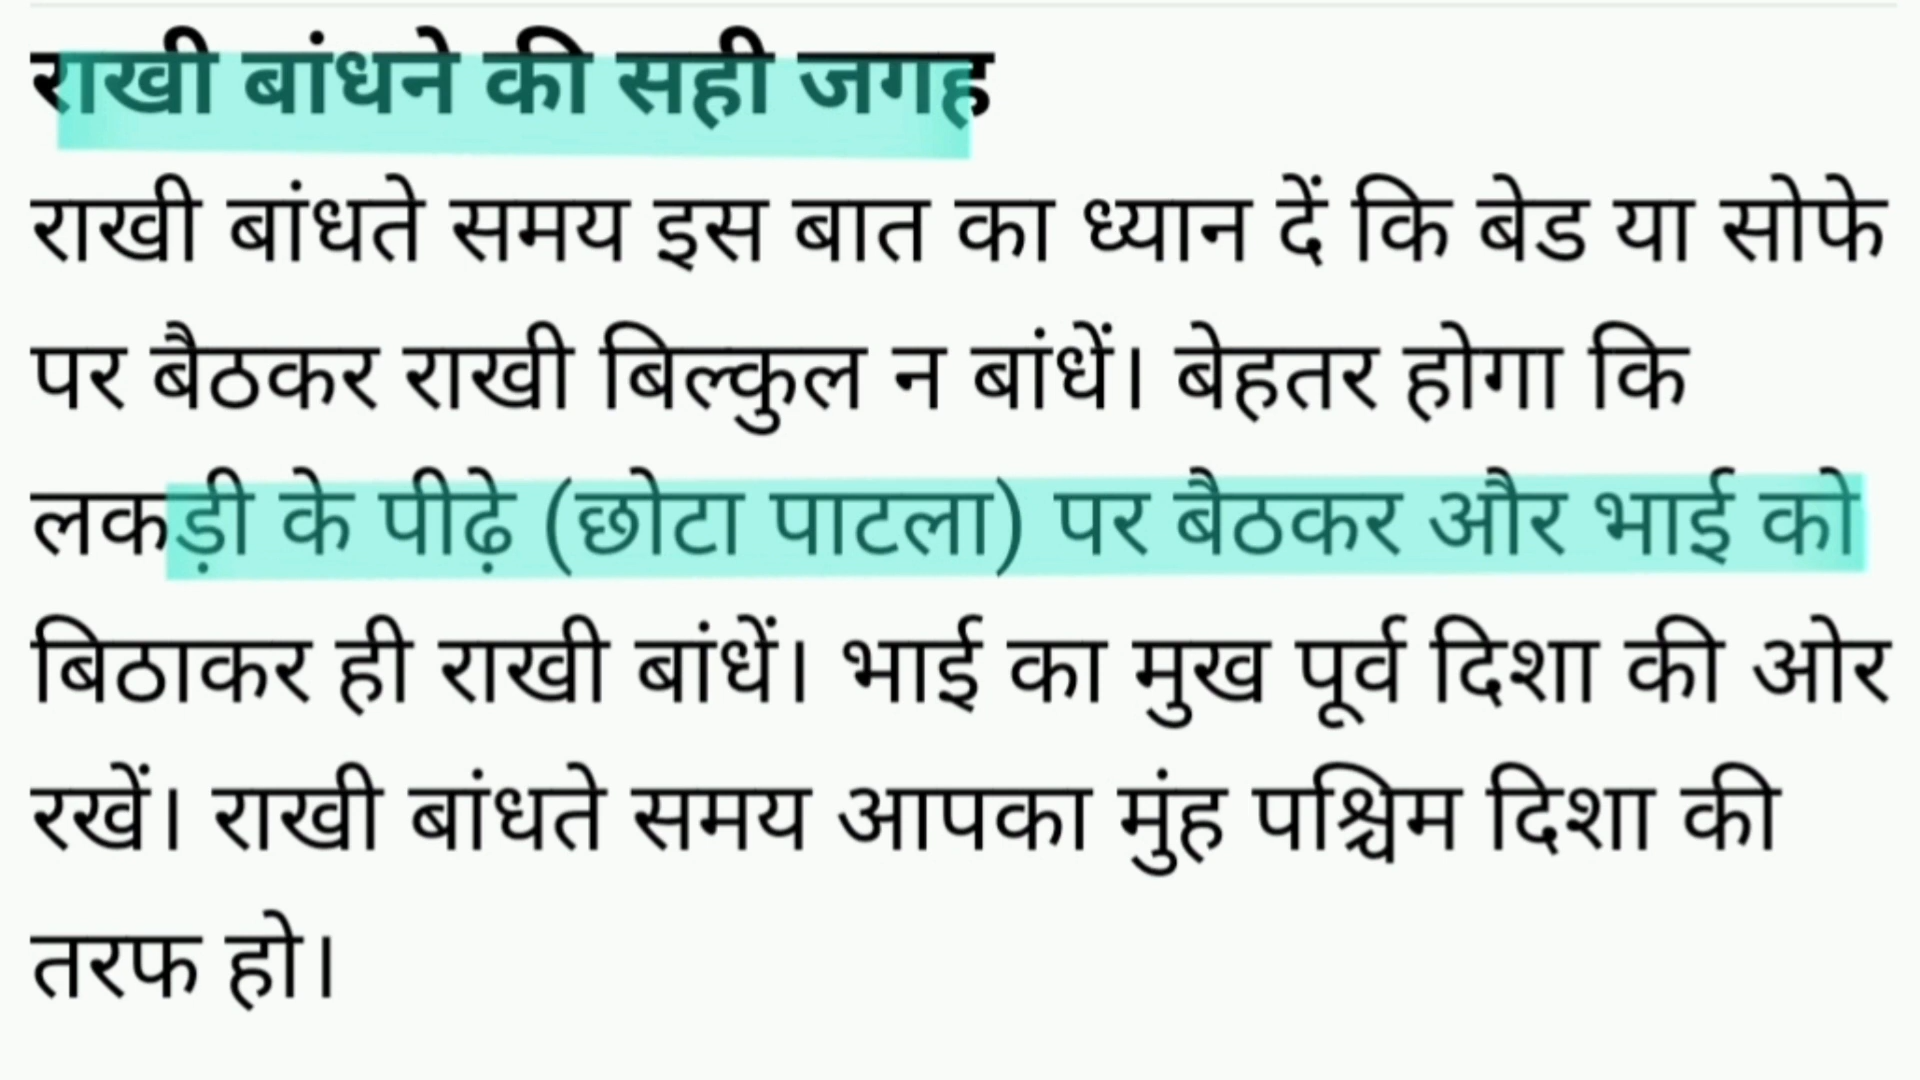 राखी बांधने की सही जगह
राखी बांधते समय इस बात का ध्यान दें कि बेड या सोफे
पर बैठकर राखी बिल्कुल न बांधें। बेहतर होगा कि
लकड़ी के पीढ़े (छोटा पाटला) पर बैठकर और भाई को
बिठाकर ही राखी बांधें। भाई का मुख पूर्व दिशा की ओर
रखें। राखी बांधते समय आपका मुंह पश्चिम दिशा की
तरफ हो।